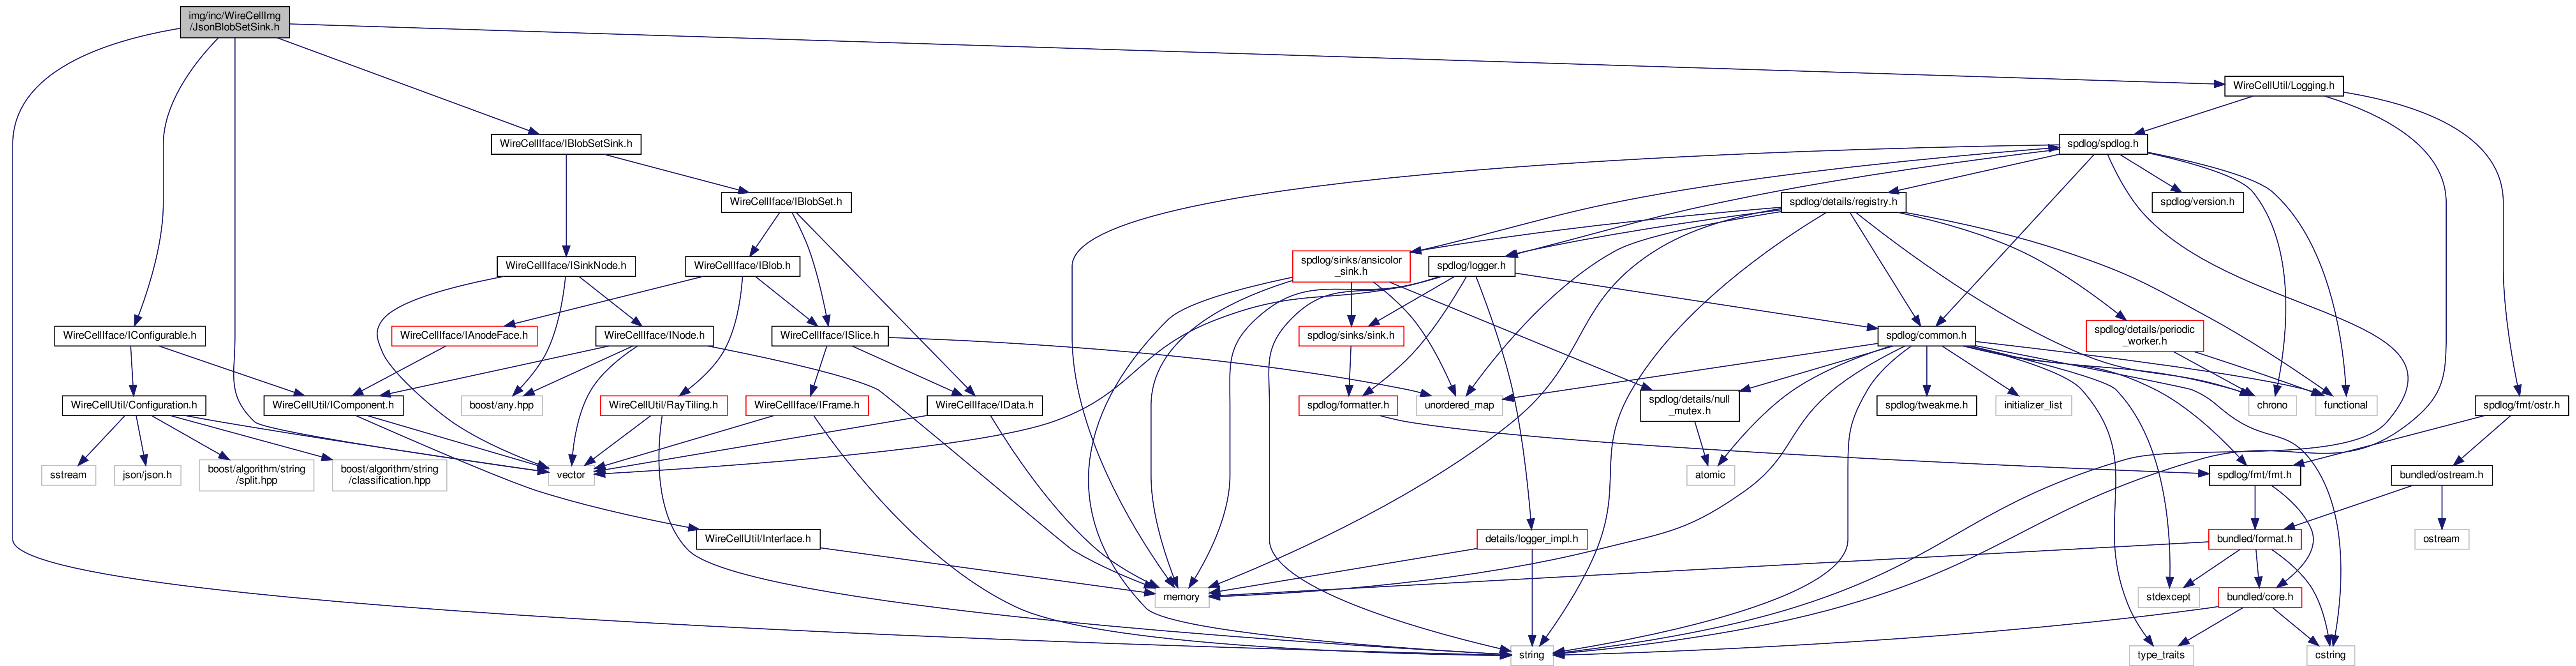 img/inc/WireCellImg
/JsonBlobSetSink.h
WireCellUtil/Logging.h
WireCellIface/IBlobSetSink.h
spdlog/spdlog.h
WireCellIface/IBlobSet.h
spdlog/details/registry.h
spdlog/version.h
WireCellIface/ISinkNode.h
WireCellIface/IBlob.h
spdlog/sinks/ansicolor
_sink.h
spdlog/logger.h
WireCellIface/IConfigurable.h
WireCellIface/IAnodeFace.h
WireCellIface/INode.h
WireCellIface/ISlice.h
spdlog/sinks/sink.h
spdlog/common.h
spdlog/details/periodic
_worker.h
WireCellUtil/Configuration.h
WireCellUtil/IComponent.h
boost/any.hpp
WireCellUtil/RayTiling.h
WireCellIface/IFrame.h
WireCellIface/IData.h
spdlog/formatter.h
unordered_map
spdlog/details/null
_mutex.h
spdlog/tweakme.h
initializer_list
chrono
functional
spdlog/fmt/ostr.h
sstream
json/json.h
boost/algorithm/string
/split.hpp
boost/algorithm/string
/classification.hpp
vector
atomic
spdlog/fmt/fmt.h
bundled/ostream.h
WireCellUtil/Interface.h
details/logger_impl.h
bundled/format.h
ostream
memory
stdexcept
bundled/core.h
string
type_traits
cstring